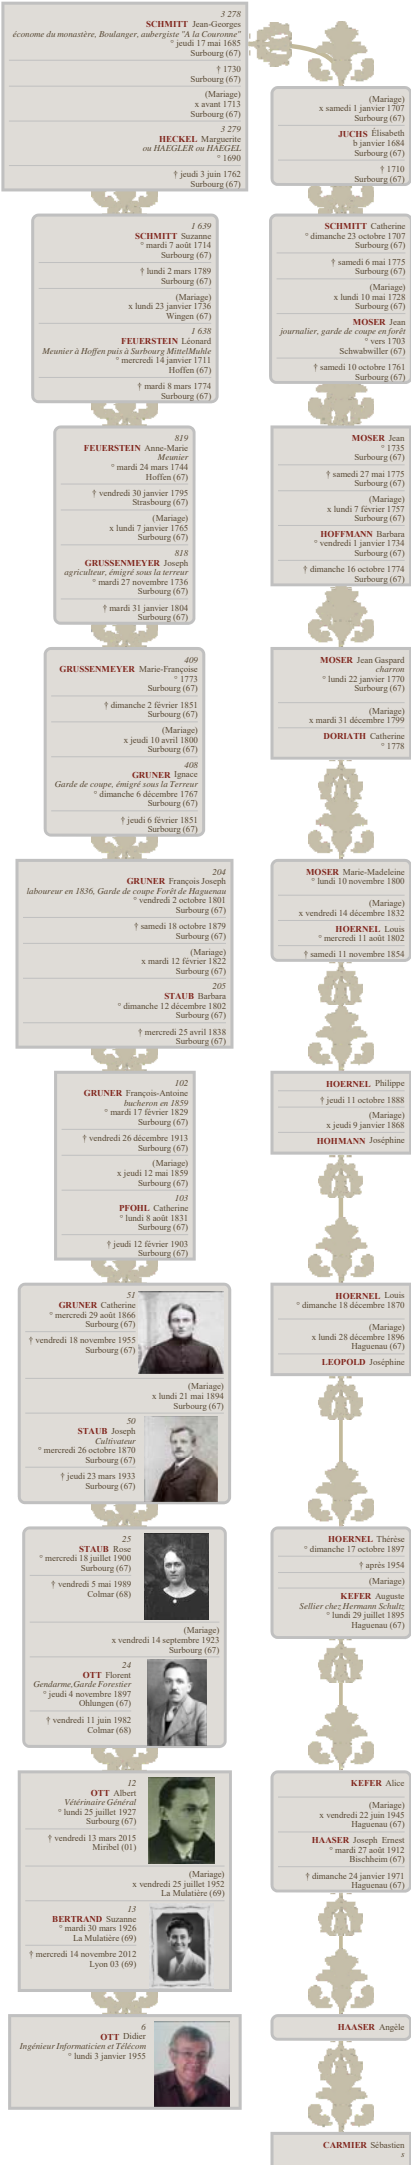 3 278
SCHMITT Jean-Georges
économe du monastère, Boulanger, aubergiste "A la Couronne"
° jeudi 17 mai 1685
Surbourg (67)
† 1730
Surbourg (67)
(Mariage)
x avant 1713
Surbourg (67)
3 279
HECKEL Marguerite
ou HAEGLER ou HAEGEL
° 1690
† jeudi 3 juin 1762
Surbourg (67)
(Mariage)
x samedi 1 janvier 1707
Surbourg (67)
JUCHS Élisabeth
b janvier 1684
Surbourg (67)
† 1710
Surbourg (67)
1 639
SCHMITT Suzanne
° mardi 7 août 1714
Surbourg (67)
† lundi 2 mars 1789
Surbourg (67)
(Mariage)
x lundi 23 janvier 1736
Wingen (67)
1 638
FEUERSTEIN Léonard
Meunier à Hoffen puis à Surbourg MittelMuhle
° mercredi 14 janvier 1711
Hoffen (67)
† mardi 8 mars 1774
Surbourg (67)
SCHMITT Catherine
° dimanche 23 octobre 1707
Surbourg (67)
† samedi 6 mai 1775
Surbourg (67)
(Mariage)
x lundi 10 mai 1728
Surbourg (67)
MOSER Jean
journalier, garde de coupe en forêt
° vers 1703
Schwabwiller (67)
† samedi 10 octobre 1761
Surbourg (67)
819
FEUERSTEIN Anne-Marie
Meunier
° mardi 24 mars 1744
Hoffen (67)
† vendredi 30 janvier 1795
Strasbourg (67)
(Mariage)
x lundi 7 janvier 1765
Surbourg (67)
818
GRUSSENMEYER Joseph
agriculteur, émigré sous la terreur
° mardi 27 novembre 1736
Surbourg (67)
† mardi 31 janvier 1804
Surbourg (67)
MOSER Jean
° 1735
Surbourg (67)
† samedi 27 mai 1775
Surbourg (67)
(Mariage)
x lundi 7 février 1757
Surbourg (67)
HOFFMANN Barbara
° vendredi 1 janvier 1734
Surbourg (67)
† dimanche 16 octobre 1774
Surbourg (67)
409
GRUSSENMEYER Marie-Françoise
° 1773
Surbourg (67)
† dimanche 2 février 1851
Surbourg (67)
(Mariage)
x jeudi 10 avril 1800
Surbourg (67)
408
GRUNER Ignace
Garde de coupe, émigré sous la Terreur
° dimanche 6 décembre 1767
Surbourg (67)
† jeudi 6 février 1851
Surbourg (67)
MOSER Jean Gaspard
charron
° lundi 22 janvier 1770
Surbourg (67)
(Mariage)
x mardi 31 décembre 1799
DORIATH Catherine
° 1778
204
GRUNER François Joseph
laboureur en 1836, Garde de coupe Forêt de Haguenau
° vendredi 2 octobre 1801
Surbourg (67)
† samedi 18 octobre 1879
Surbourg (67)
(Mariage)
x mardi 12 février 1822
Surbourg (67)
205
STAUB Barbara
° dimanche 12 décembre 1802
Surbourg (67)
† mercredi 25 avril 1838
Surbourg (67)
MOSER Marie-Madeleine
° lundi 10 novembre 1800
(Mariage)
x vendredi 14 décembre 1832
HOERNEL Louis
° mercredi 11 août 1802
† samedi 11 novembre 1854
102
GRUNER François-Antoine
bucheron en 1859
° mardi 17 février 1829
Surbourg (67)
† vendredi 26 décembre 1913
Surbourg (67)
(Mariage)
x jeudi 12 mai 1859
Surbourg (67)
103
PFOHL Catherine
° lundi 8 août 1831
Surbourg (67)
† jeudi 12 février 1903
Surbourg (67)
HOERNEL Philippe
† jeudi 11 octobre 1888
(Mariage)
x jeudi 9 janvier 1868
HOHMANN Joséphine
51
GRUNER Catherine
° mercredi 29 août 1866
Surbourg (67)
† vendredi 18 novembre 1955
Surbourg (67)
(Mariage)
x lundi 21 mai 1894
Surbourg (67)
50
STAUB Joseph
Cultivateur
° mercredi 26 octobre 1870
Surbourg (67)
† jeudi 23 mars 1933
Surbourg (67)
HOERNEL Louis
° dimanche 18 décembre 1870
(Mariage)
x lundi 28 décembre 1896
Haguenau (67)
LEOPOLD Joséphine
25
STAUB Rose
° mercredi 18 juillet 1900
Surbourg (67)
† vendredi 5 mai 1989
Colmar (68)
(Mariage)
x vendredi 14 septembre 1923
Surbourg (67)
24
OTT Florent
Gendarme,Garde Forestier
° jeudi 4 novembre 1897
Ohlungen (67)
† vendredi 11 juin 1982
Colmar (68)
HOERNEL Thérèse
° dimanche 17 octobre 1897
† après 1954
(Mariage)
KEFER Auguste
Sellier chez Hermann Schultz
° lundi 29 juillet 1895
Haguenau (67)
12
OTT Albert
Vétérinaire Général
° lundi 25 juillet 1927
Surbourg (67)
† vendredi 13 mars 2015
Miribel (01)
(Mariage)
x vendredi 25 juillet 1952
La Mulatière (69)
13
BERTRAND Suzanne
° mardi 30 mars 1926
La Mulatière (69)
† mercredi 14 novembre 2012
Lyon 03 (69)
KEFER Alice
(Mariage)
x vendredi 22 juin 1945
Haguenau (67)
HAASER Joseph Ernest
° mardi 27 août 1912
Bischheim (67)
† dimanche 24 janvier 1971
Haguenau (67)
6
OTT Didier
Ingénieur Informaticien et Télécom
° lundi 3 janvier 1955
HAASER Angèle
CARMIER Sébastien
s